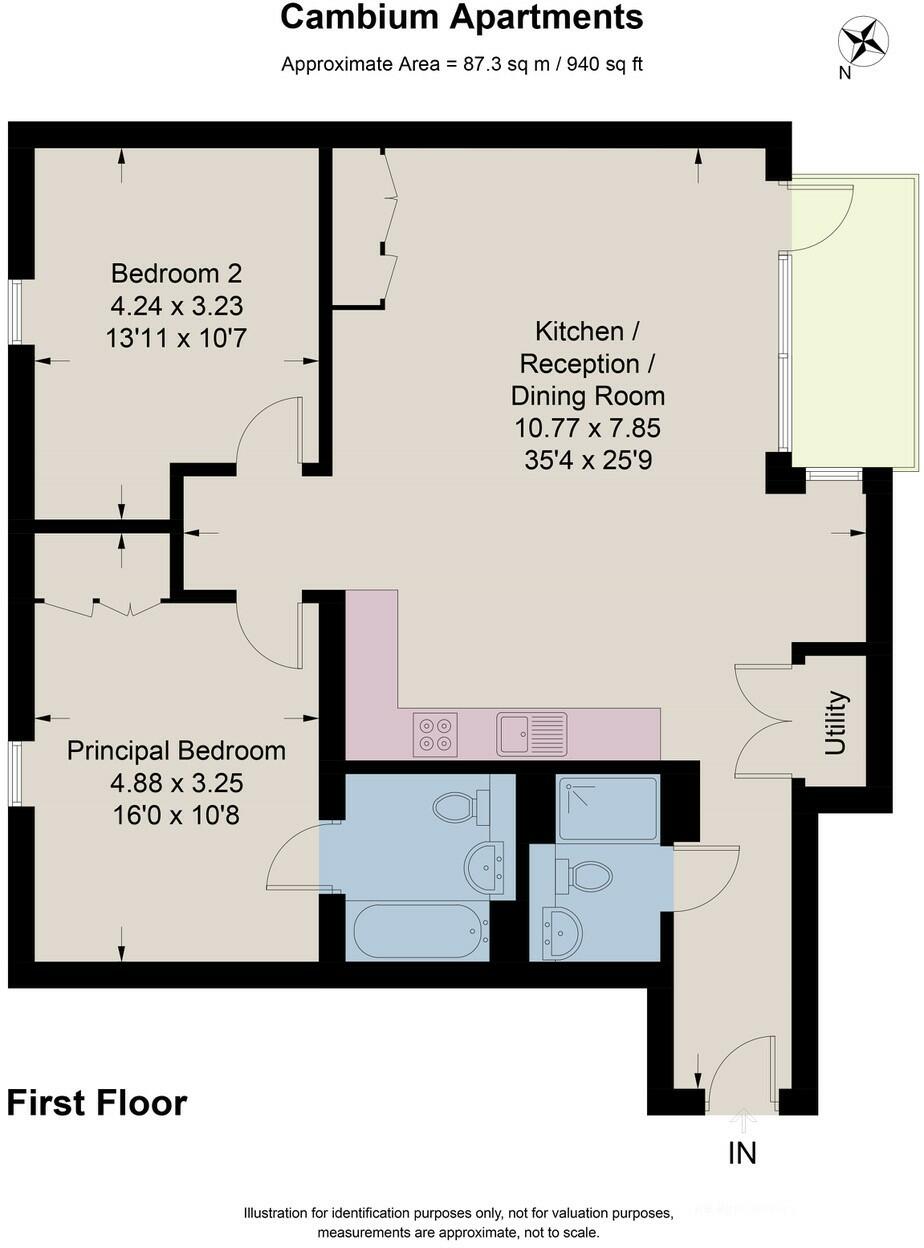 Cambium Apartments
Approximate Area = 87.3 sq m / 940 sq ft
N
Bedroom 2
4.24 x 3.23
13'11 x 10'7
Kitchen /
Reception /
Dining Room
10.77 x 7.85
35'4 x 25'9
Utility
Principal Bedroom
4.88 x 3.25
16'0 x 10'8
First Floor
IN
Illustration for identification purposes only, not for valuation purposes,
measurements are approximate, not to scale.